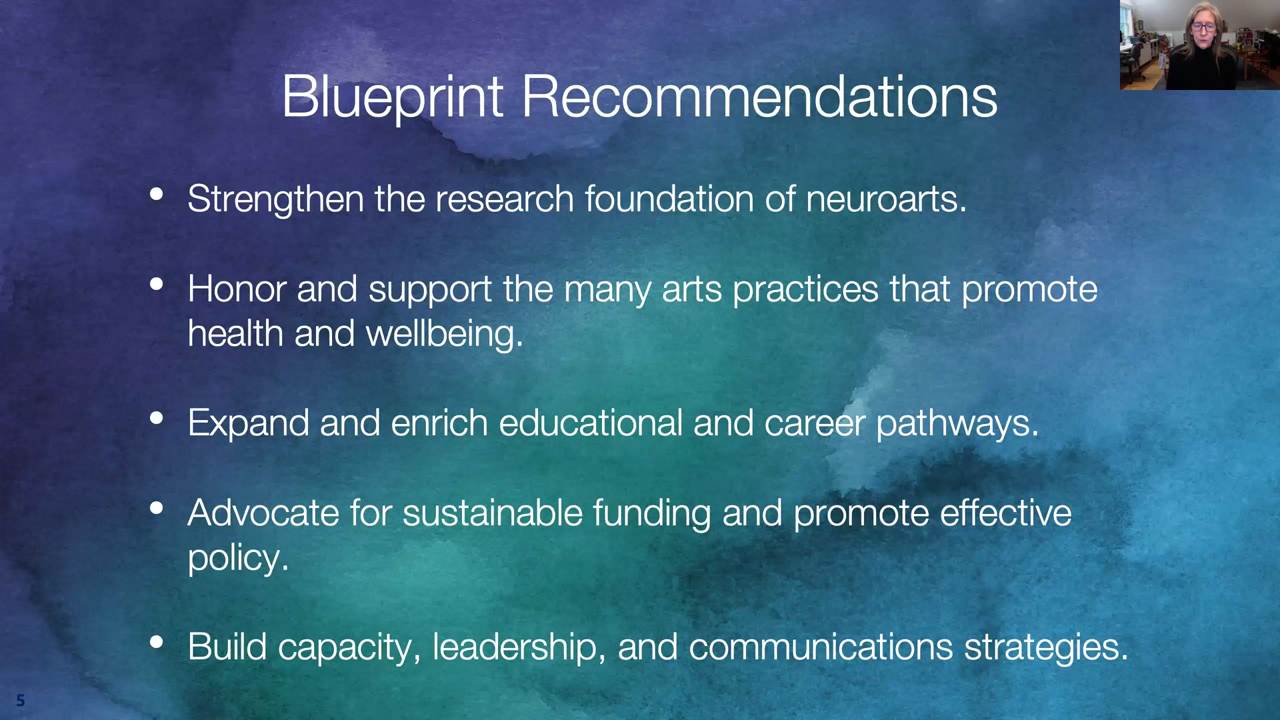 Blueprint Recommendations
• Strengthen the research foundation of neuroarts.
• Honor and support the many arts practices that promote
health and wellbeing.
• Expand and enrich educational and career pathways.
• Advocate for sustainable funding and promote effective
policy.
• Build capacity, leadership, and communications strategies.
5